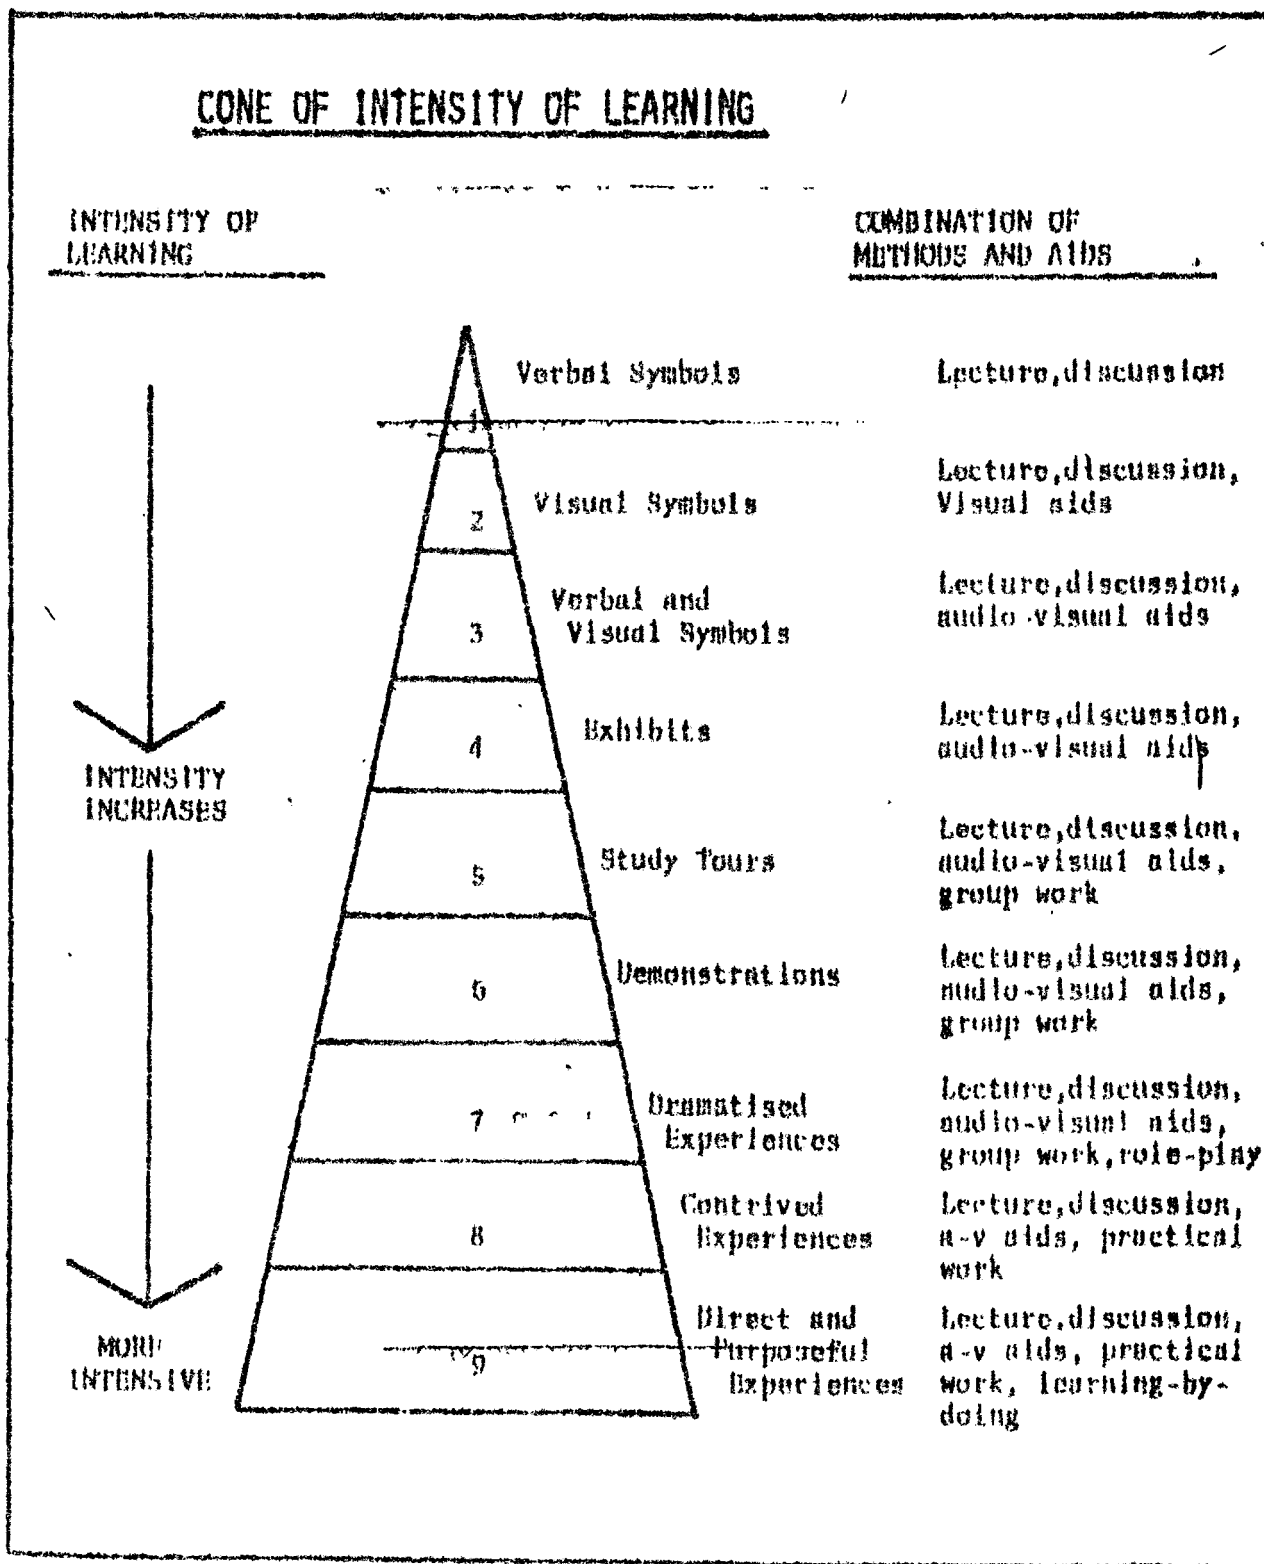 CONE OF INTENSITY OF LEARNING
INTENSITY OF
LEARNING
COMBINATION OF
METHODS AND AIDS
1
Verbal Symbols
Lecture,discussion
2
Visual Symbols
Lecture,discussion,
Visual aids
3
Verbal and
Visual Symbols
Lecture,discussion,
audio-visual aids
4
Exhibits
Lecture,discussion,
audio-visual aids
INTENSITY
INCREASES
5
Study Tours
Lecture,discussion,
audio-visual aids,
group work
6
Demonstrations
Lecture,discussion,
audio-visual aids,
group work
7
Dramatised
Experiences
Lecture,discussion,
audio-visual aids,
group work,role-play
8
Contrived
Experiences
Lecture,discussion,
a-v aids, practical
work
MORE
INTENSIVE
9
Direct and
Purposeful
Experiences
Lecture,discussion,
a-v aids, practical
work, learning-by-
doing